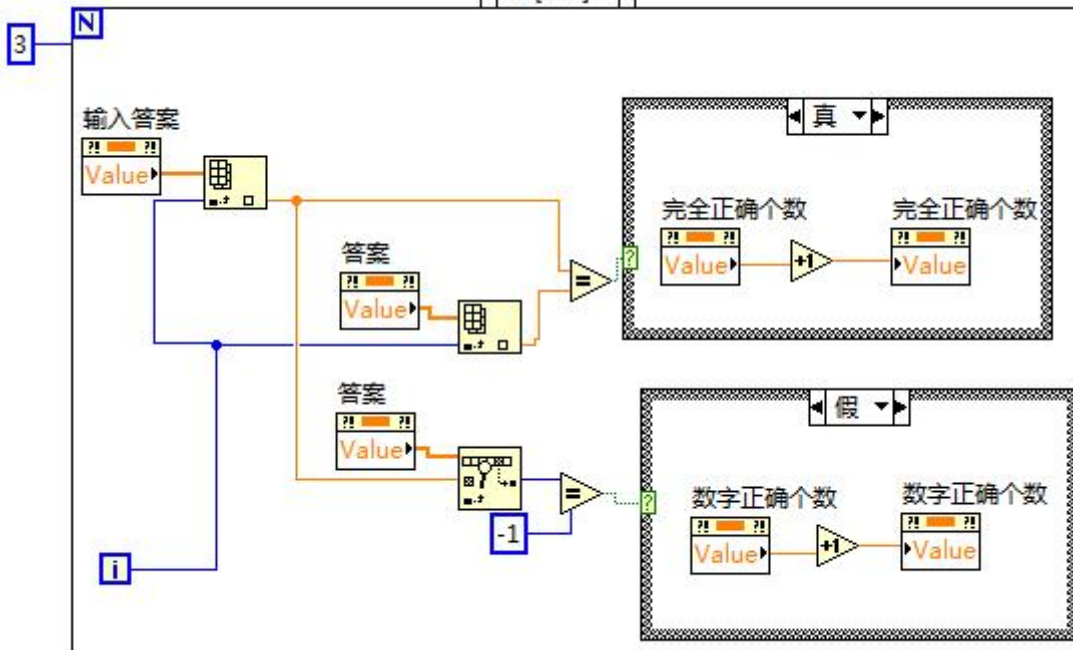 N
3
输入答案
Value
真
完全正确个数
完全正确个数
Value
+1
Value
答案
Value
=
?
答案
Value
假
数字正确个数
数字正确个数
=
?
-1
Value
+1
Value
i